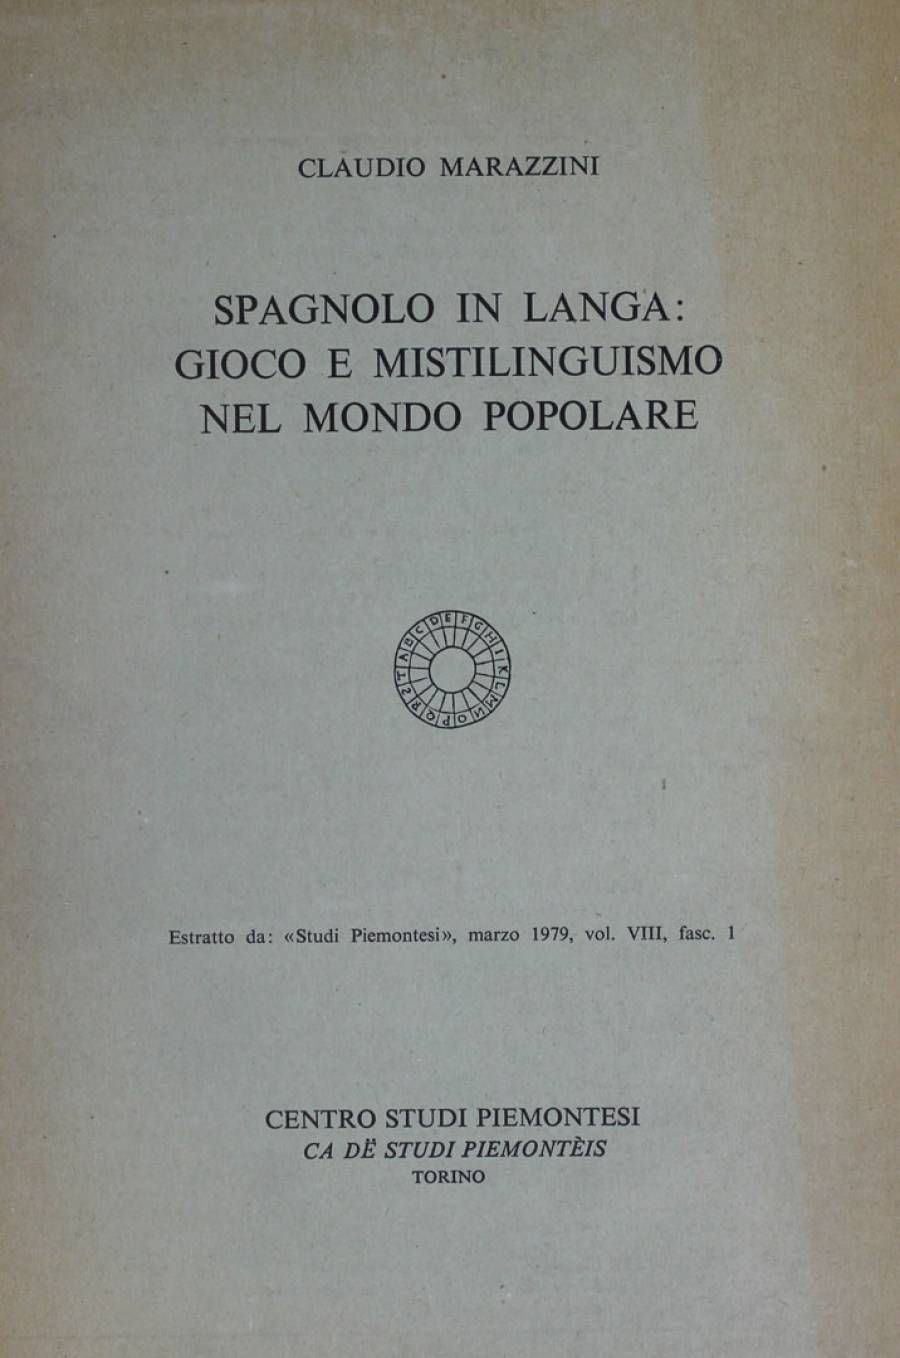 CLAUDIO MARAZZINI
SPAGNOLO IN LANGA:
GIOCO E MISTILINGUISMO
NEL MONDO POPOLARE
A B C D E F G H I K L M N O P Q R S T
Estratto da: «Studi Piemontesi», marzo 1979, vol. VIII, fasc. 1
CENTRO STUDI PIEMONTESI
CA DË STUDI PIEMONTÈIS
TORINO